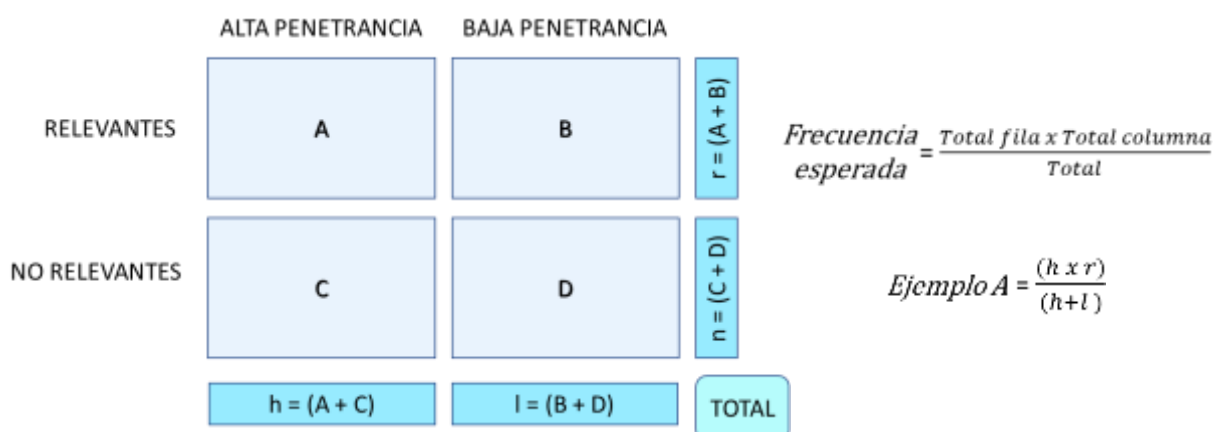 ALTA PENETRANCIA BAJA PENETRANCIA
RELEVANTES
A
B
r = (A + B)
NO RELEVANTES
C
D
n = (C + D)
h = (A + C)
l = (B + D)
TOTAL
Frecuencia esperada = Total fila x Total columna / Total
Ejemplo A = (h x r) / (h+l)